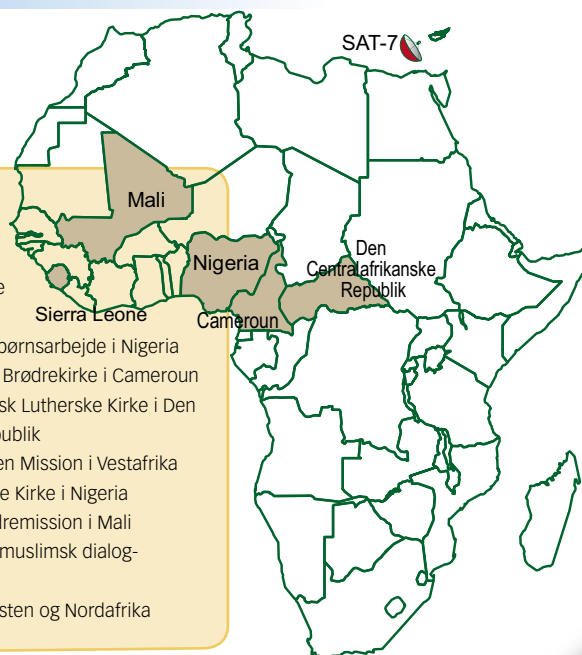 SAT-7
Mali
Nigeria
Den
Centralafrikanske
Republik
e
Sierra Leone
Cameroun
børnsarbejde i Nigeria
Brødrekirke i Cameroun
sk Lutherske Kirke i Den
publik
en Mission i Vestafrika
e Kirke i Nigeria
dremission i Mali
muslimsk dialog-
sten og Nordafrika